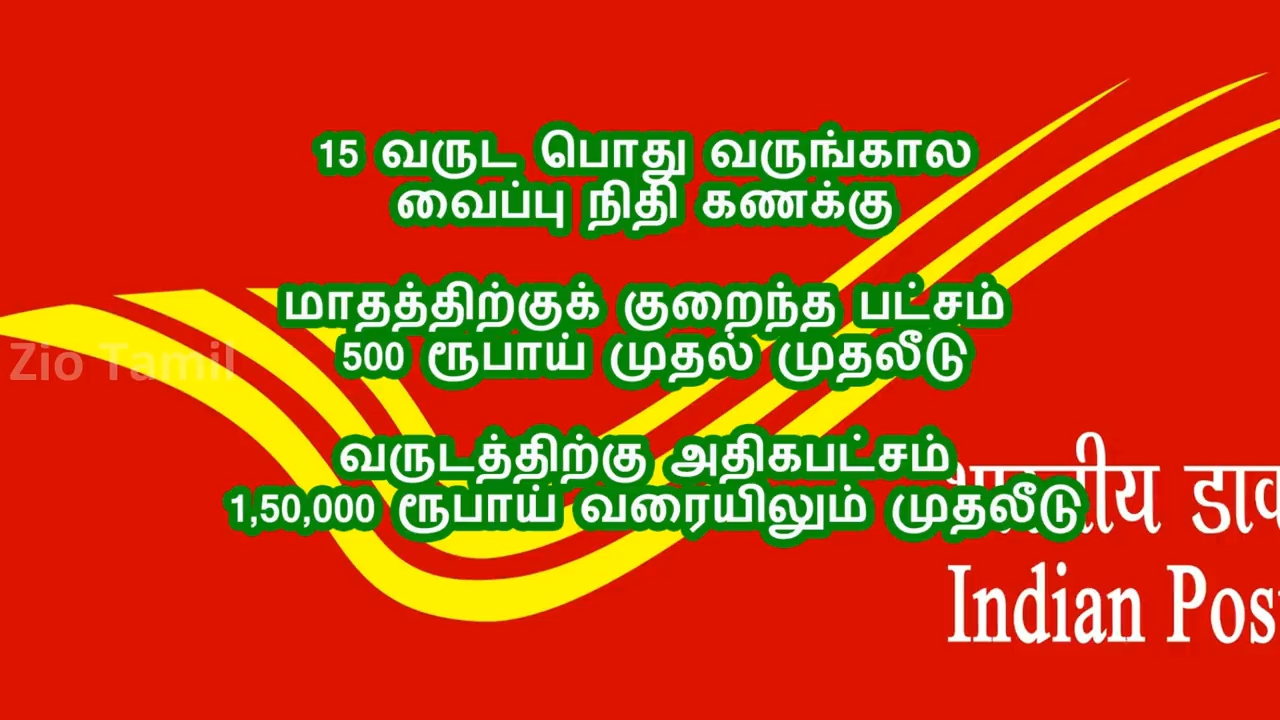 15 வருட பொது வருங்கால
வைப்பு நிதி கணக்கு
மாதத்திற்குக் குறைந்த பட்சம்
500 ரூபாய் முதல் முதலீடு
Zio Tamil
வருடத்திற்கு அதிகபட்சம்
1,50,000 ரூபாய் வரையிலும் முதலீடு
Indian Pos